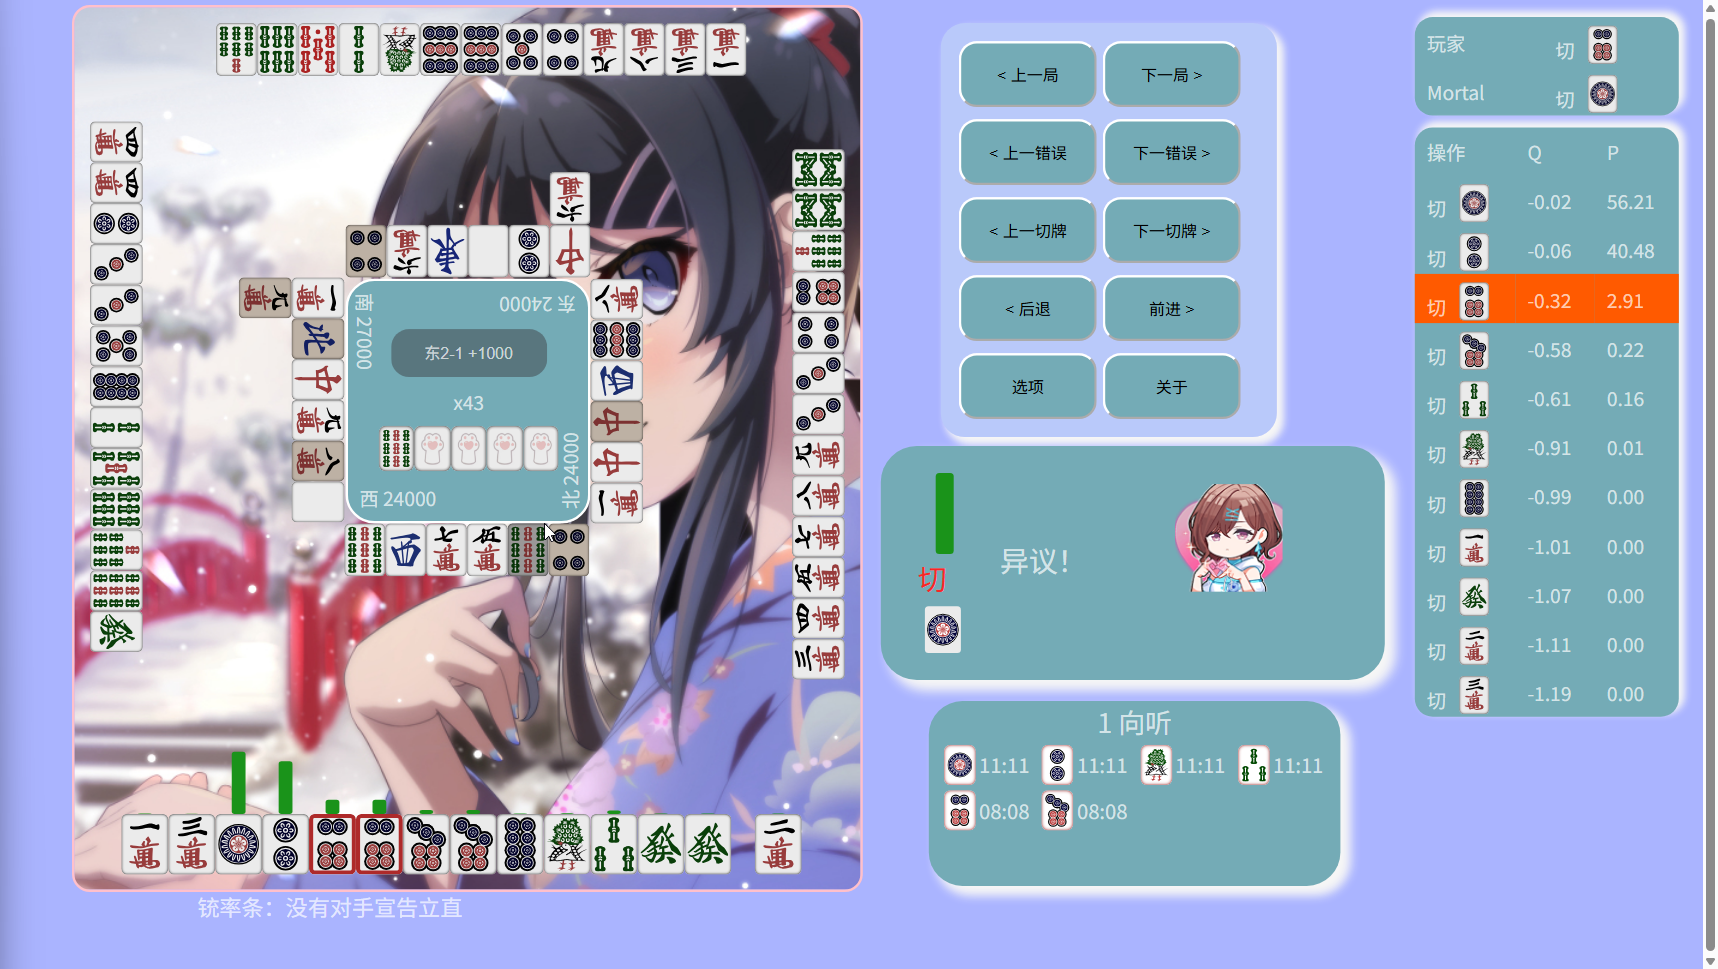 东 24000
南 27000
东2-1 +1000
x43
西 24000
北 24000
铳率条：没有对手宣告立直
< 上一局
下一局 >
< 上一错误
下一错误 >
< 上一切牌
下一切牌 >
< 后退
前进 >
选项
关于
切
异议！
1 向听
11:11
11:11
11:11
11:11
08:08
08:08
玩家 切
Mortal 切
操作 Q P
切 -0.02 56.21
切 -0.06 40.48
切 -0.32 2.91
切 -0.58 0.22
切 -0.61 0.16
切 -0.91 0.01
切 -0.99 0.00
切 -1.01 0.00
切 -1.07 0.00
切 -1.11 0.00
切 -1.19 0.00